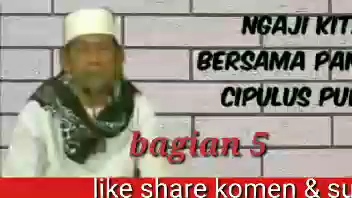 NGAJI KIT
BERSAMA PAN
CIPULUS PU
bagian 5
like share komen & su